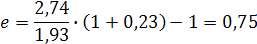 e = 2,74/1,93 · (1 + 0,23) − 1 = 0,75